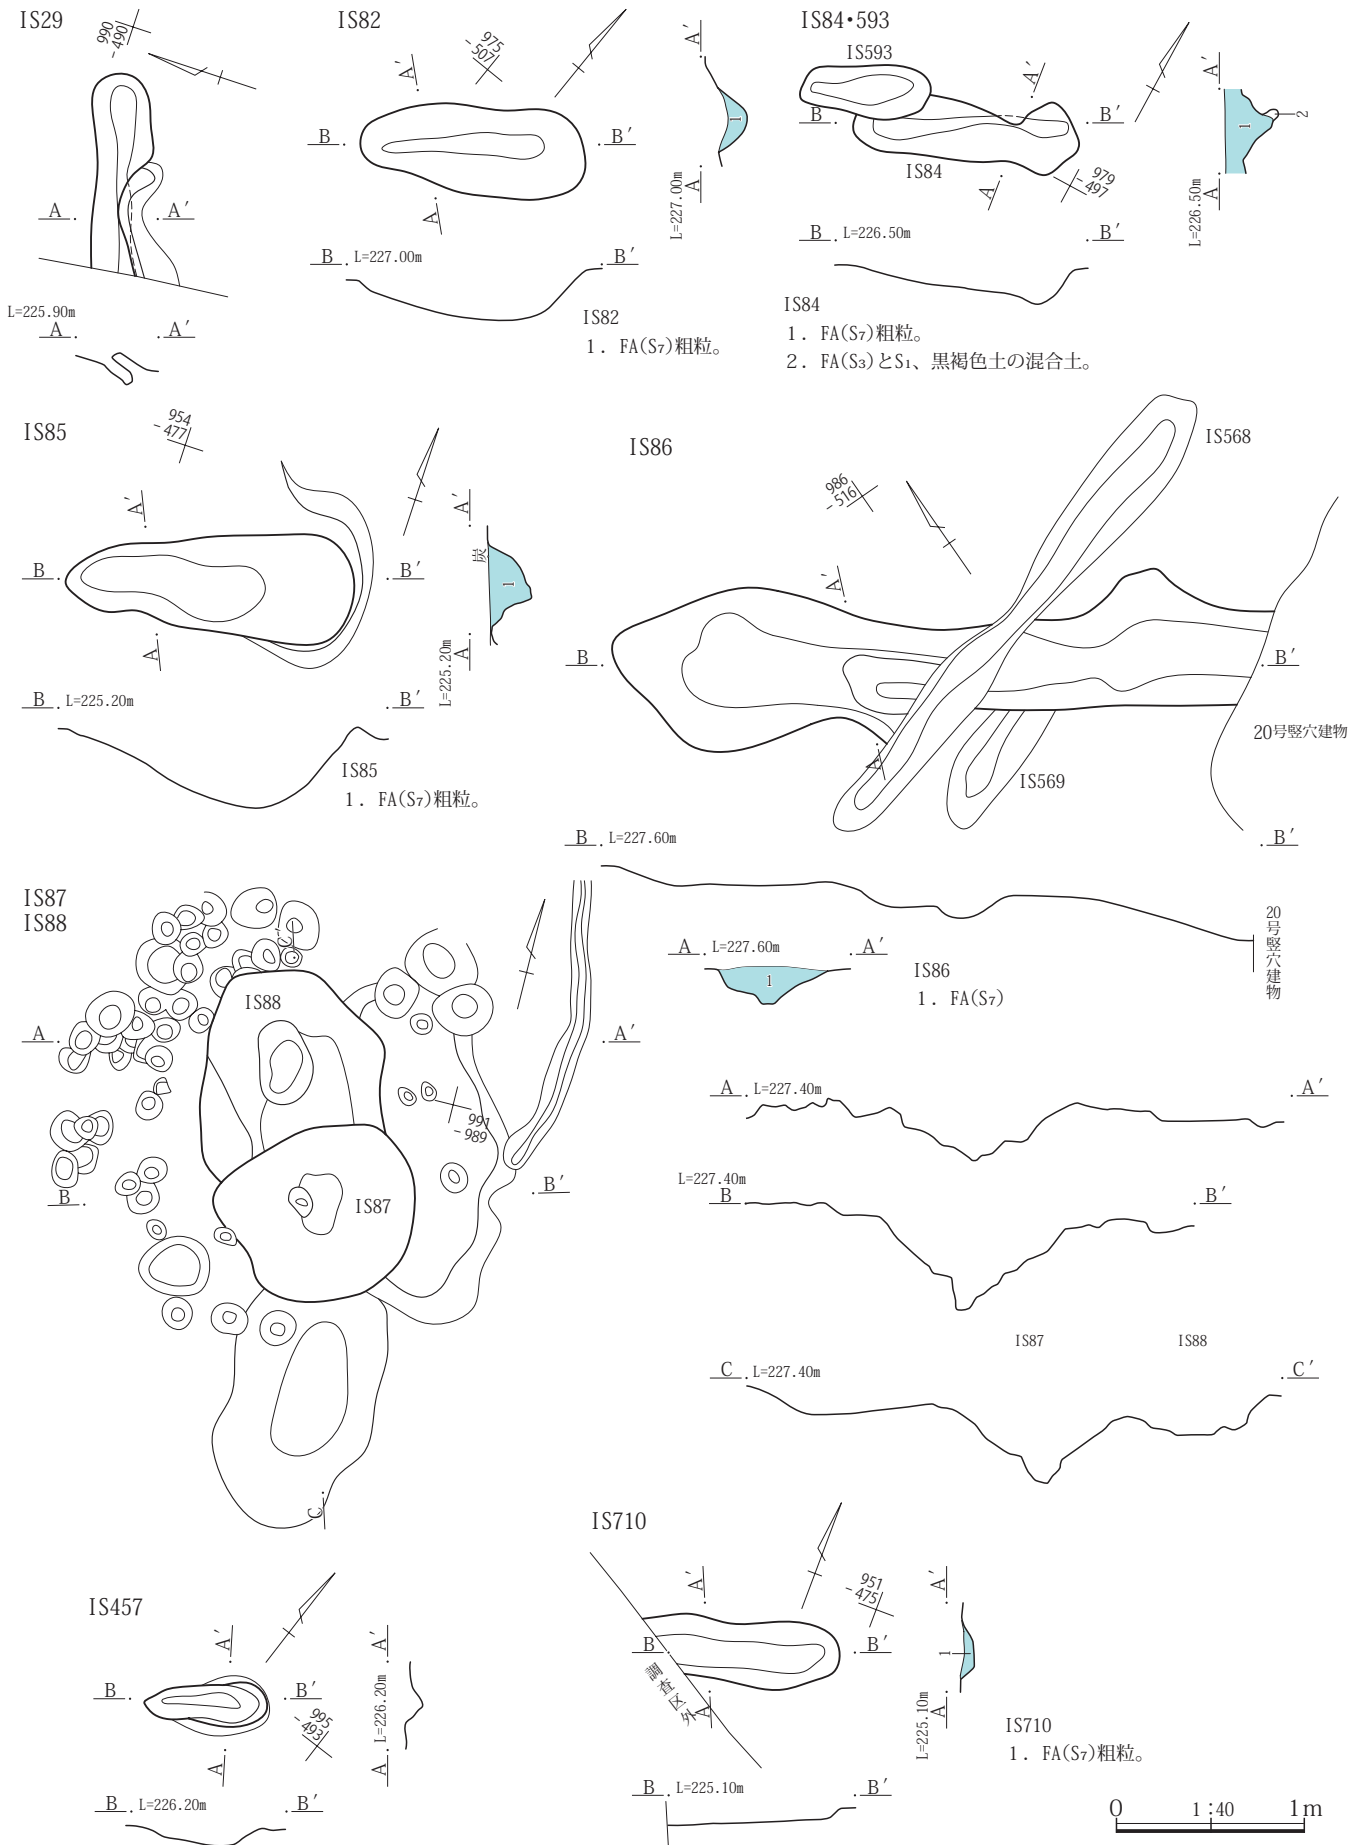 IS29
990
-490
A
A′
L=225.90m
A
A′
IS82
975
-507
A′
B
B′
A
B
L=227.00m
B′
A′
A
L=227.00m
1
IS82
1．FA(S₇)粗粒。
IS84・593
IS593
A′
B
B′
IS84
A
979
-497
B
L=226.50m
B′
A′
1
2
A
L=226.50m
IS84
1．FA(S₇)粗粒。
2．FA(S₃)とS₁、黒褐色土の混合土。
IS85
954
-477
A′
B
B′
A
B
L=225.20m
B′
A′
炭
1
A
L=225.20m
IS85
1．FA(S₇)粗粒。
IS86
IS568
986
-516
A′
B
B′
20号竪穴建物
A
IS569
B
L=227.60m
B′
20号竪穴建物
A
L=227.60m
A′
1
IS86
1．FA(S₇)
IS87
IS88
C′
IS88
A
A′
991
-989
B
B′
IS87
C
A
L=227.40m
A′
L=227.40m
B
B′
IS87
IS88
C
L=227.40m
C′
IS457
A′
B
B′
995
-493
A
A′
L=226.20m
A
B
L=226.20m
B′
IS710
A′
951
-475
B
B′
調査区外
A
A′
1
A
L=225.10m
B
L=225.10m
B′
IS710
1．FA(S₇)粗粒。
0
1：40
1m